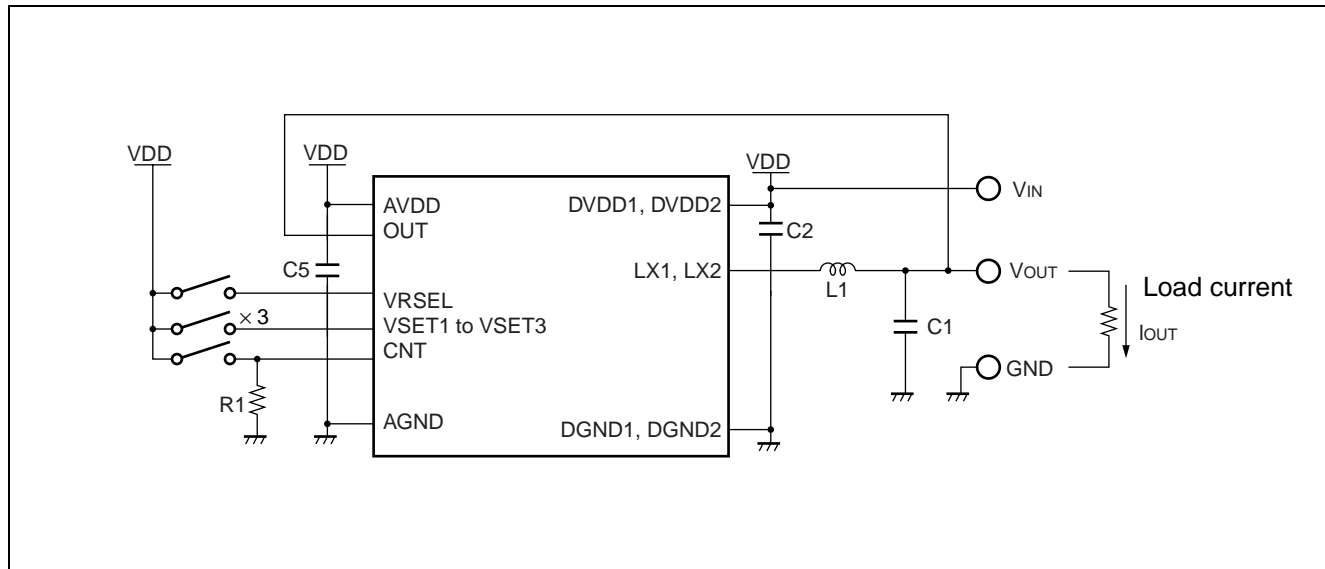 VDD
VDD
VDD
AVDD
OUT
DVDD1, DVDD2
VIN
C2
C5
LX1, LX2
L1
VOUT
Load current
IOUT
VRSEL
× 3
VSET1 to VSET3
CNT
C1
GND
R1
AGND
DGND1, DGND2